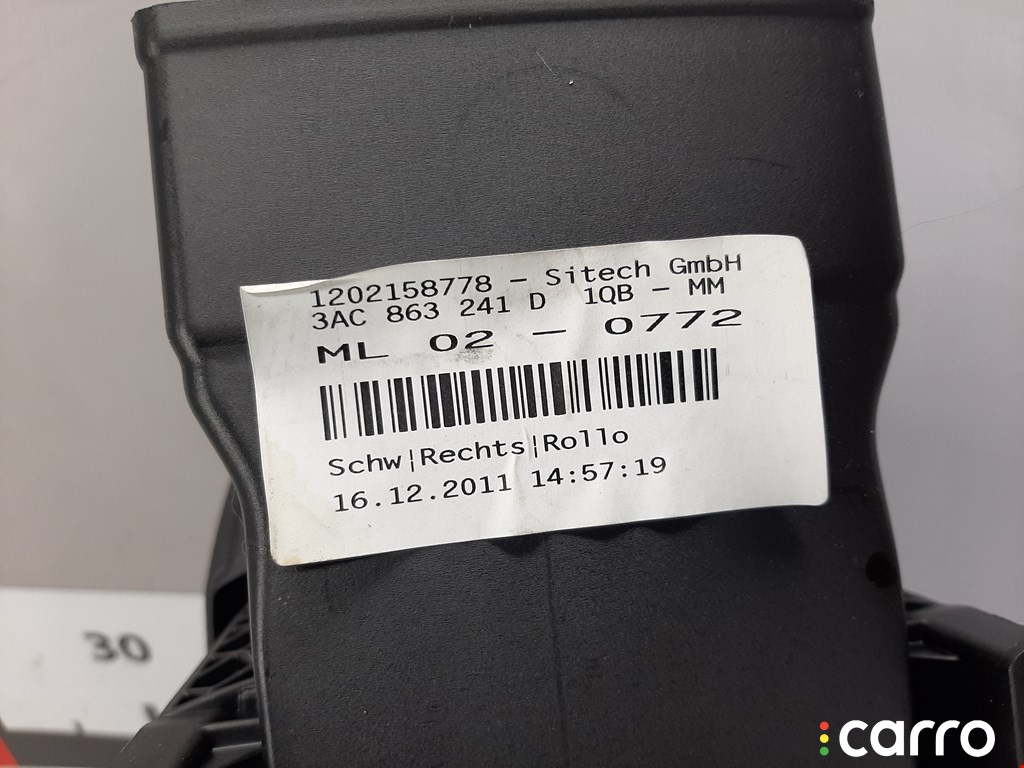 1202158778 - Sitech GmbH
3AC 863 241 D 1QB - MM
ML 02 - 0772
Schw|Rechts|Rollo
16.12.2011 14:57:19
30
carro